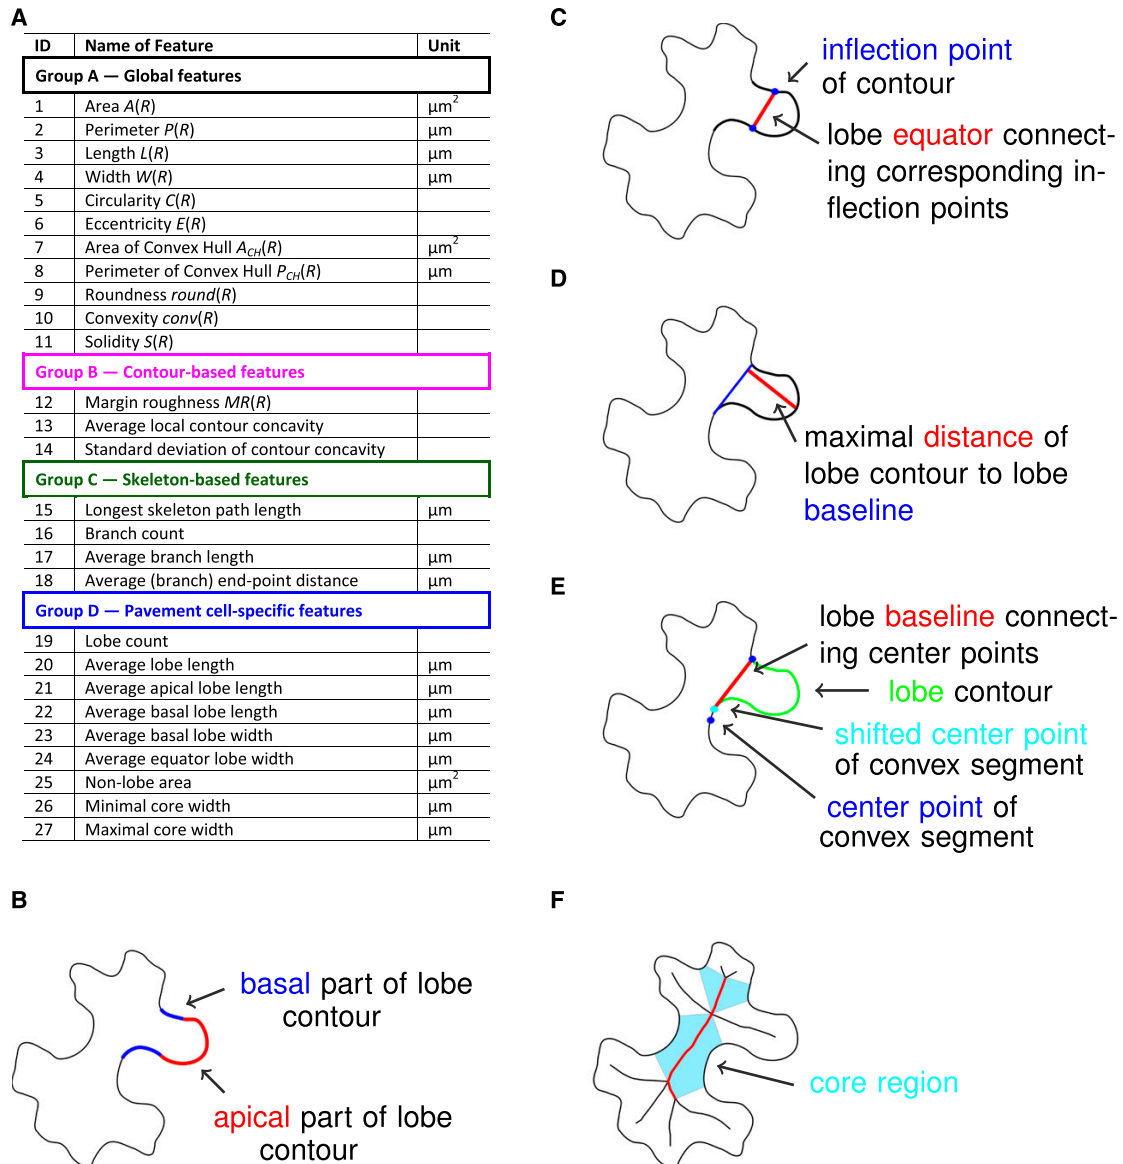 A
ID Name of Feature Unit
Group A — Global features
1 Area A(R) µm²
2 Perimeter P(R) µm
3 Length L(R) µm
4 Width W(R) µm
5 Circularity C(R)
6 Eccentricity E(R)
7 Area of Convex Hull A_CH(R) µm²
8 Perimeter of Convex Hull P_CH(R) µm
9 Roundness round(R)
10 Convexity conv(R)
11 Solidity S(R)
Group B — Contour-based features
12 Margin roughness MR(R)
13 Average local contour concavity
14 Standard deviation of contour concavity
Group C — Skeleton-based features
15 Longest skeleton path length µm
16 Branch count
17 Average branch length µm
18 Average (branch) end-point distance µm
Group D — Pavement cell-specific features
19 Lobe count
20 Average lobe length µm
21 Average apical lobe length µm
22 Average basal lobe length µm
23 Average basal lobe width µm
24 Average equator lobe width µm
25 Non-lobe area µm²
26 Minimal core width µm
27 Maximal core width µm
B
basal part of lobe
contour
apical part of lobe
contour
C
inflection point
of contour
lobe equator connect-
ing corresponding in-
flection points
D
maximal distance of
lobe contour to lobe
baseline
E
lobe baseline connect-
ing center points
lobe contour
shifted center point
of convex segment
center point of
convex segment
F
core region